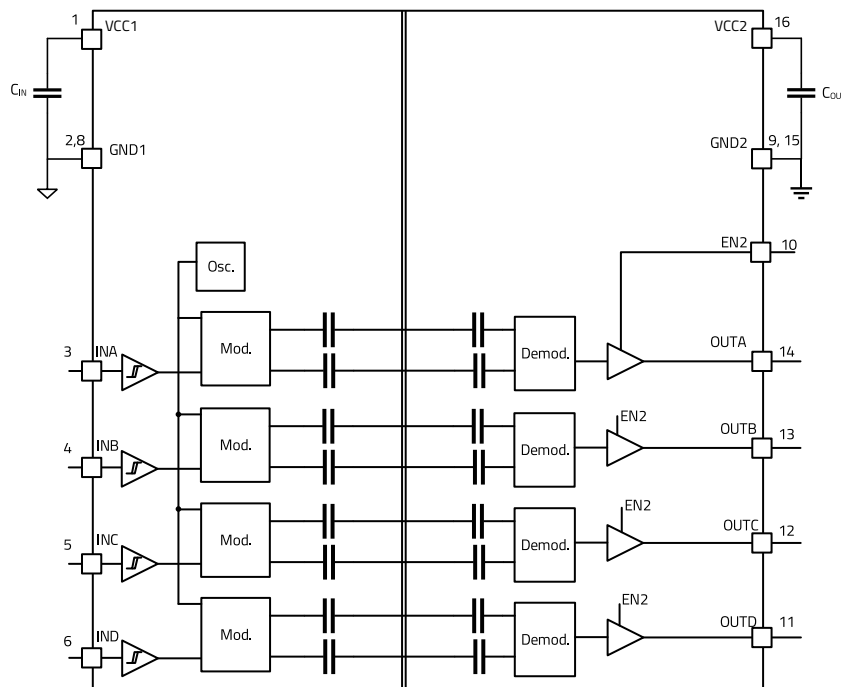 1 VCC1 VCC2 16
C_IN C_OU
2,8 GND1 GND2 9, 15
EN2 10
Osc.
3 INA Mod. Demod. OUTA 14
EN2
4 INB Mod. Demod. OUTB 13
EN2
5 INC Mod. Demod. OUTC 12
EN2
6 IND Mod. Demod. OUTD 11